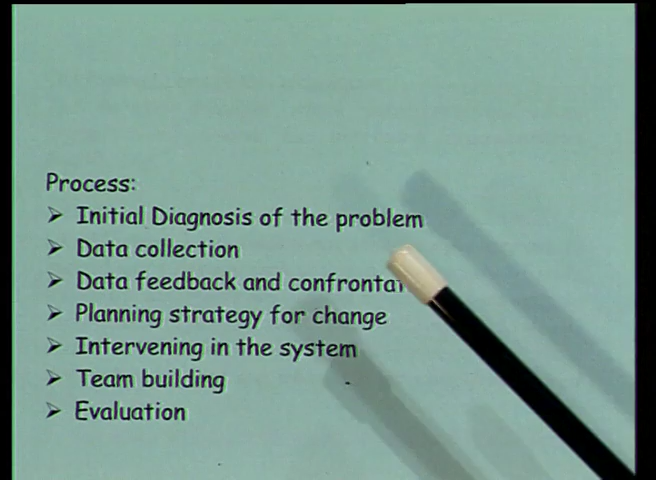 Process:
➢ Initial Diagnosis of the problem
➢ Data collection
➢ Data feedback and
➢ Planning strategy for change
➢ Intervening in the system
➢ Team building
➢ Evaluation